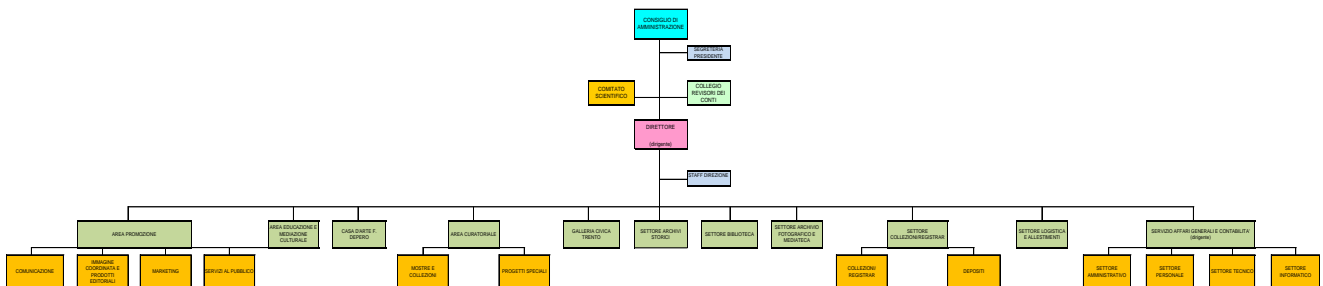 CONSIGLIO DI
AMMINISTRAZIONE
SEGRETERIA
PRESIDENTE
COMITATO
SCIENTIFICO
COLLEGIO
REVISORI DEI
CONTI
DIRETTORE
(dirigente)
STAFF DIREZIONE
AREA PROMOZIONE
AREA EDUCAZIONE E
MEDIAZIONE
CULTURALE
CASA D'ARTE F.
DEPERO
AREA CURATORIALE
GALLERIA CIVICA
TRENTO
SETTORE ARCHIVI
STORICI
SETTORE BIBLIOTECA
SETTORE ARCHIVIO
FOTOGRAFICO E
MEDIATECA
SETTORE
COLLEZIONI/REGISTRAR
SETTORE LOGISTICA
E ALLESTIMENTI
SERVIZIO AFFARI GENERALI E CONTABILITA'
(dirigente)
COMUNICAZIONE
IMMAGINE
COORDINATA E
PRODOTTI
EDITORIALI
MARKETING
SERVIZI AL PUBBLICO
MOSTRE E
COLLEZIONI
PROGETTI SPECIALI
COLLEZIONI/
REGISTRAR
DEPOSITI
SETTORE
AMMINISTRATIVO
SETTORE
PERSONALE
SETTORE TECNICO
SETTORE
INFORMATICO